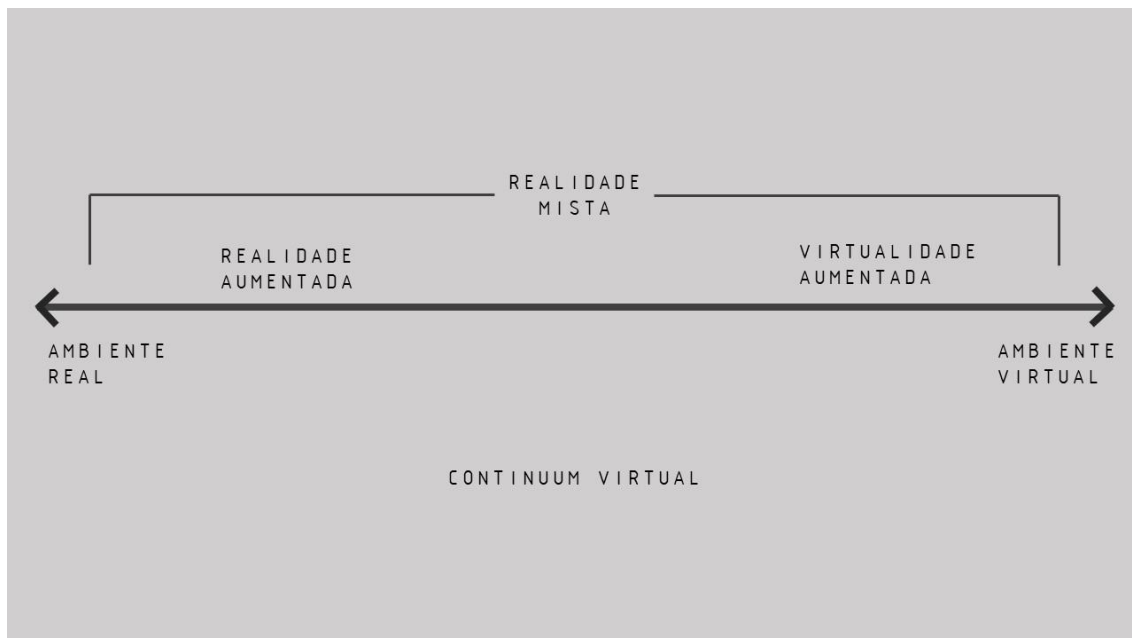 REALIDADE
MISTA
REALIDADE
AUMENTADA
VIRTUALIDADE
AUMENTADA
AMBIENTE
REAL
AMBIENTE
VIRTUAL
CONTINUUM VIRTUAL